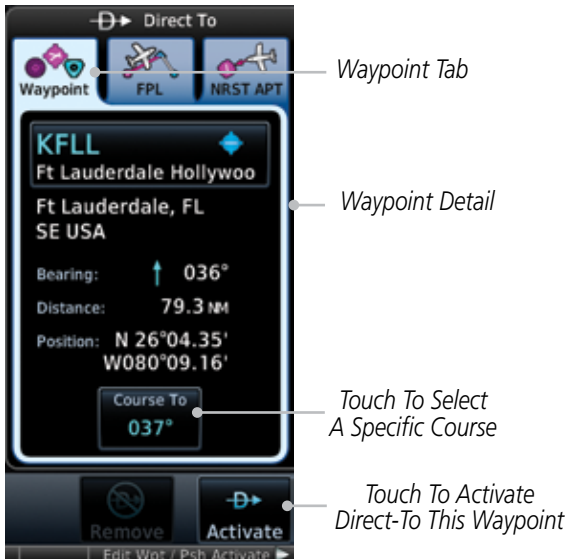 Direct To
Waypoint FPL NRST APT
Waypoint Tab
KFLL
Ft Lauderdale Hollywoo
Ft Lauderdale, FL
SE USA
Waypoint Detail
Bearing: 036°
Distance: 79.3 NM
Position: N 26°04.35'
W080°09.16'
Course To
037°
Touch To Select
A Specific Course
Remove Activate
Touch To Activate
Direct-To This Waypoint
Edit Wpt / Psh Activate